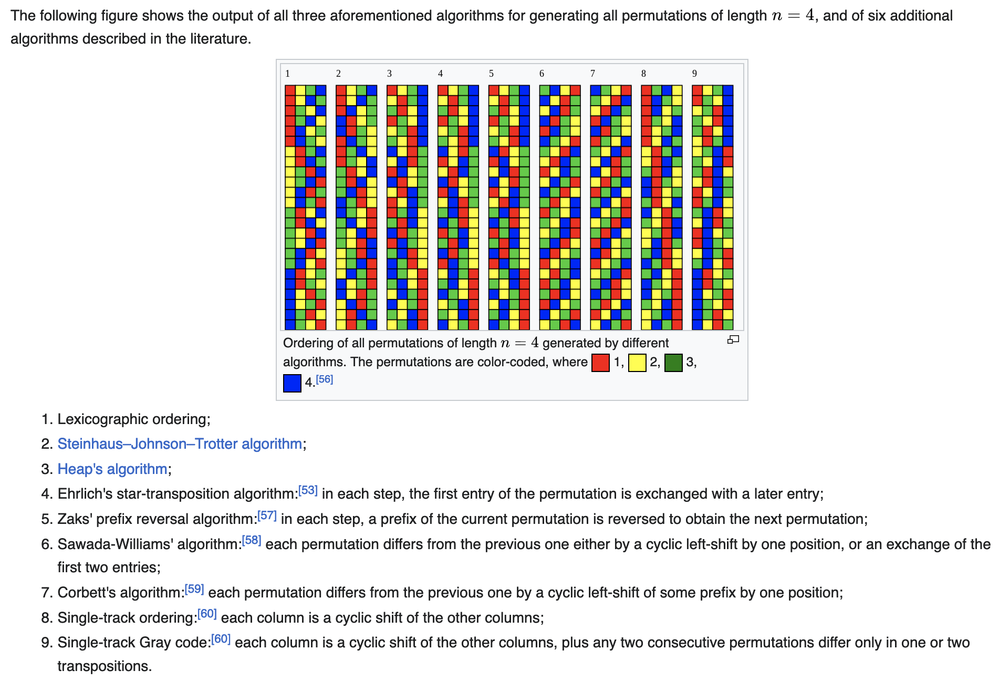 The following figure shows the output of all three aforementioned algorithms for generating all permutations of length n = 4, and of six additional
algorithms described in the literature.
1 2 3 4 5 6 7 8 9
Ordering of all permutations of length n = 4 generated by different
algorithms. The permutations are color-coded, where 1, 2, 3,
4.[56]
1. Lexicographic ordering;
2. Steinhaus–Johnson–Trotter algorithm;
3. Heap's algorithm;
4. Ehrlich's star-transposition algorithm:[53] in each step, the first entry of the permutation is exchanged with a later entry;
5. Zaks' prefix reversal algorithm:[57] in each step, a prefix of the current permutation is reversed to obtain the next permutation;
6. Sawada-Williams' algorithm:[58] each permutation differs from the previous one either by a cyclic left-shift by one position, or an exchange of the
first two entries;
7. Corbett's algorithm:[59] each permutation differs from the previous one by a cyclic left-shift of some prefix by one position;
8. Single-track ordering:[60] each column is a cyclic shift of the other columns;
9. Single-track Gray code:[60] each column is a cyclic shift of the other columns, plus any two consecutive permutations differ only in one or two
transpositions.